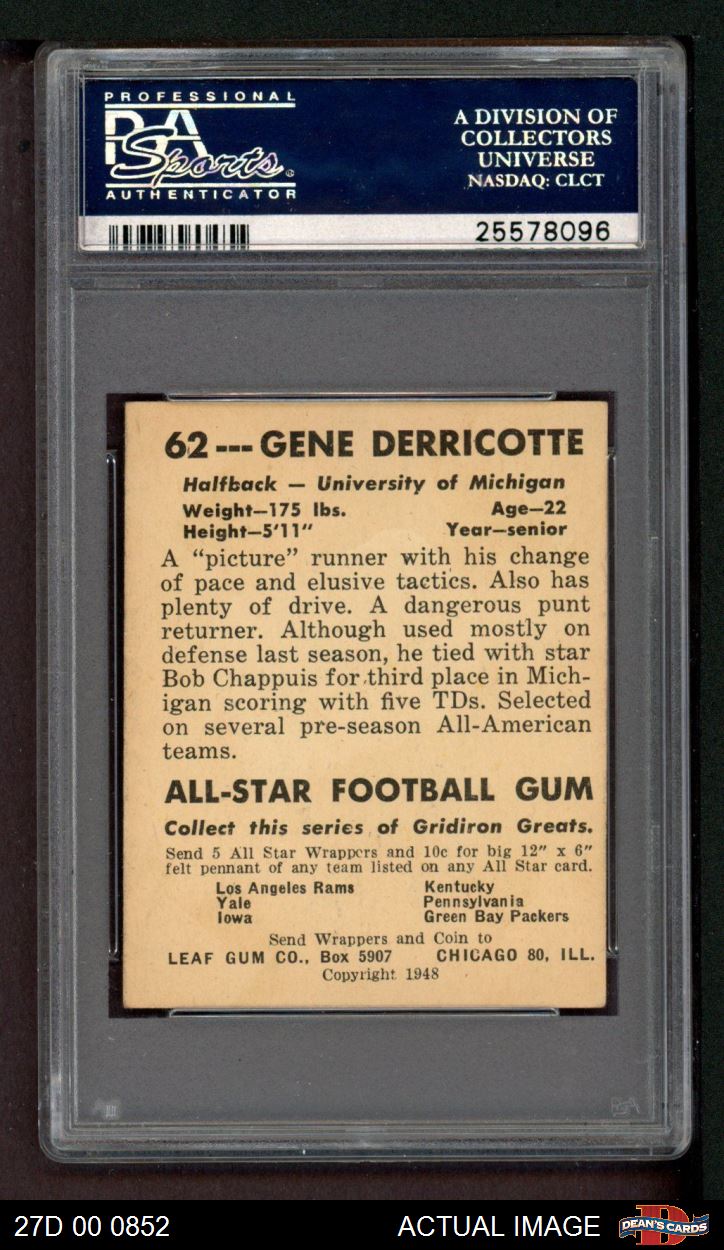 PROFESSIONAL
PSA
Sports
AUTHENTICATOR
A DIVISION OF
COLLECTORS
UNIVERSE
NASDAQ: CLCT
25578096
62---GENE DERRICOTTE
Halfback — University of Michigan
Weight—175 lbs. Age—22
Height—5'11" Year—senior
A "picture" runner with his change
of pace and elusive tactics. Also has
plenty of drive. A dangerous punt
returner. Although used mostly on
defense last season, he tied with star
Bob Chappuis for third place in Mich-
igan scoring with five TDs. Selected
on several pre-season All-American
teams.
ALL-STAR FOOTBALL GUM
Collect this series of Gridiron Greats.
Send 5 All Star Wrappers and 10c for big 12" x 6"
felt pennant of any team listed on any All Star card.
Los Angeles Rams Kentucky
Yale Pennsylvania
Iowa Green Bay Packers
Send Wrappers and Coin to
LEAF GUM CO., Box 5907 CHICAGO 80, ILL.
Copyright 1948
PSA
27D 00 0852 ACTUAL IMAGE
D
DEAN'S CARDS